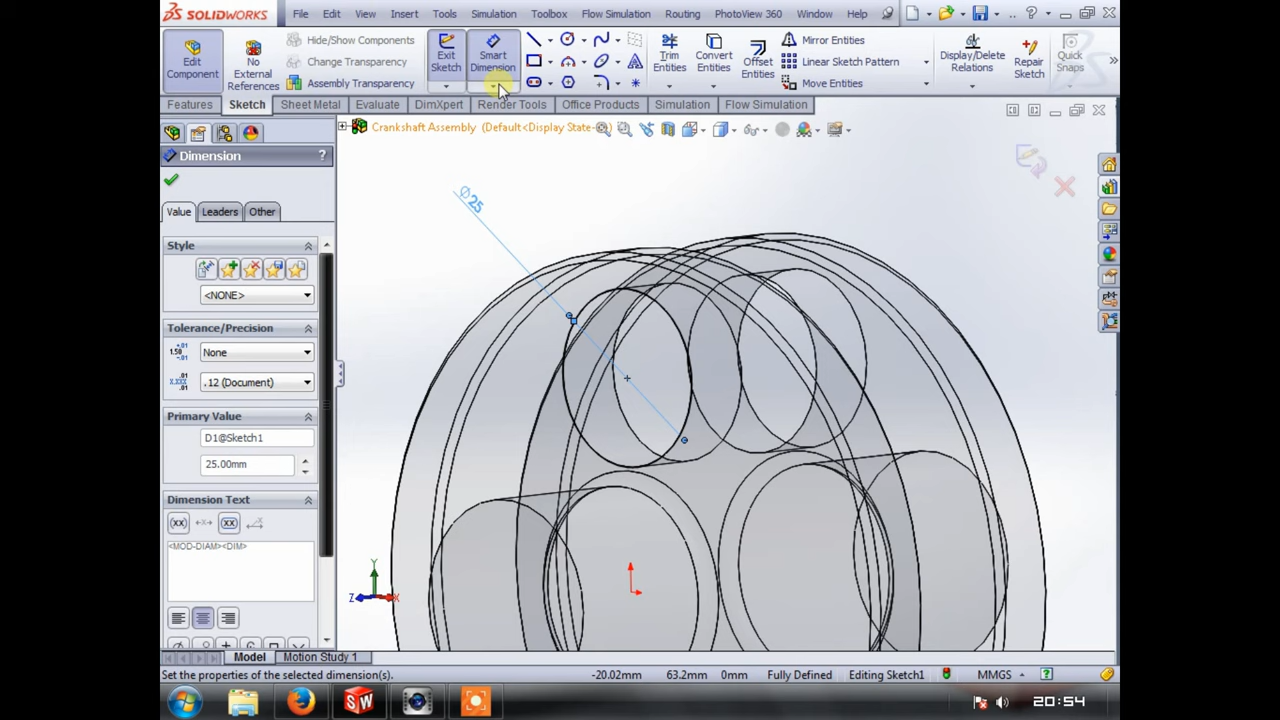 SOLIDWORKS File Edit View Insert Tools Simulation Toolbox Flow Simulation Routing PhotoView 360 Window Help
Edit Component
No External References
Hide/Show Components
Change Transparency
Assembly Transparency
Exit Sketch
Smart Dimension
Trim Entities
Convert Entities
Offset Entities
Mirror Entities
Linear Sketch Pattern
Move Entities
Display/Delete Relations
Repair Sketch
Quick Snaps
Features Sketch Sheet Metal Evaluate DimXpert Render Tools Office Products Simulation Flow Simulation
Crankshaft Assembly (Default<Display State-
Dimension ?
Value Leaders Other
Style
<NONE>
Tolerance/Precision
None
.12 (Document)
Primary Value
D1@Sketch1
25.00mm
Dimension Text
<MOD-DIAM><DIM>
Ø25
Y
Z X
Model Motion Study 1
Set the properties of the selected dimension(s). -20.02mm 63.2mm 0mm Fully Defined Editing Sketch1 MMGS
20:54